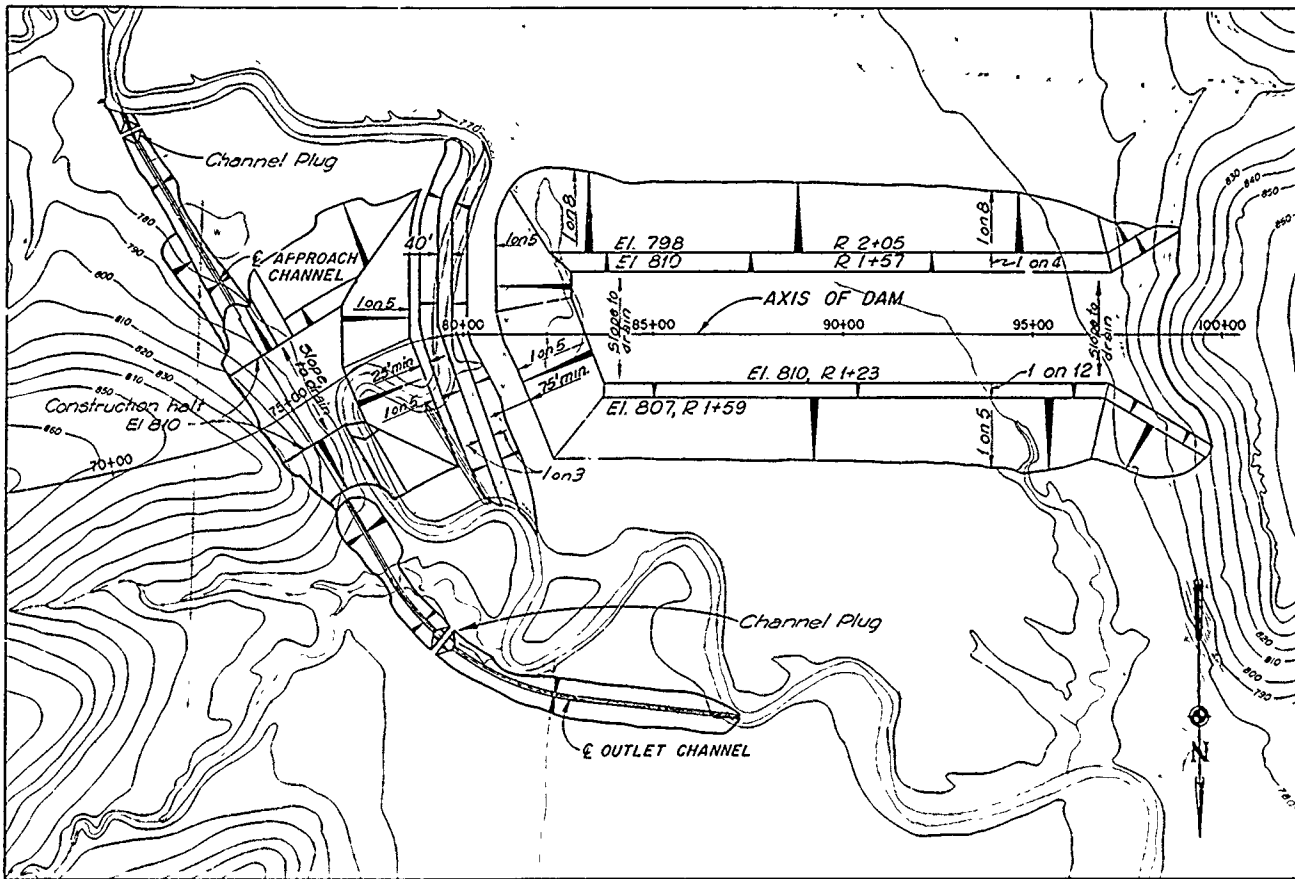 770
Channel Plug
830
840
850
780
1 on 8
1 on 8
790
40'
1 on 5
El. 798
R 2+05
El. 810
R 1+57
1 on 4
℄ APPROACH
CHANNEL
800
AXIS OF DAM
1 on 5
810
820
80+00
85+00
90+00
95+00
100+00
Slope to
drain
Slope to
drain
850
810
830
Slope
to drain
1 on 5
25' min
75' min
El. 810, R 1+23
1 on 12
Construction halt
El 810
75+00
1 on 5
El. 807, R 1+59
860
1 on 5
70+00
1 on 3
Channel Plug
820
810
800
790
℄ OUTLET CHANNEL
N
780